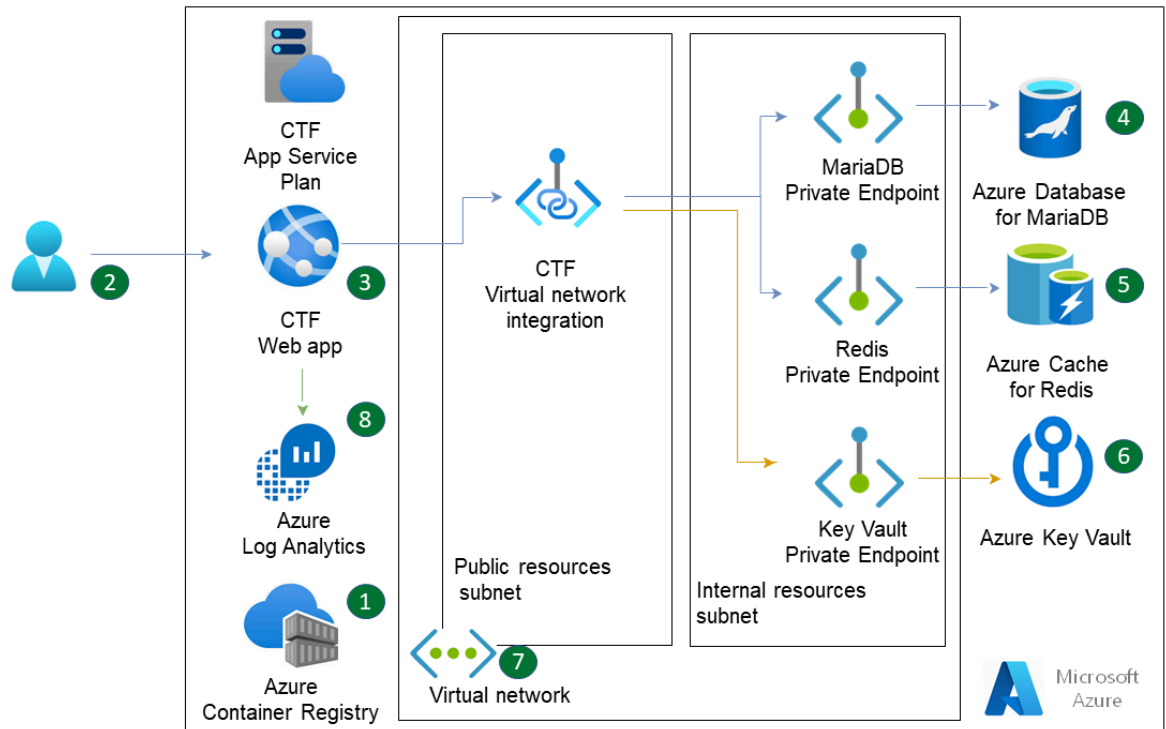 CTF
App Service
Plan
2
3
CTF
Web app
8
Azure
Log Analytics
1
Azure
Container Registry
CTF
Virtual network
integration
Public resources
subnet
7
Virtual network
MariaDB
Private Endpoint
Redis
Private Endpoint
Key Vault
Private Endpoint
Internal resources
subnet
4
Azure Database
for MariaDB
5
Azure Cache
for Redis
6
Azure Key Vault
Microsoft
Azure